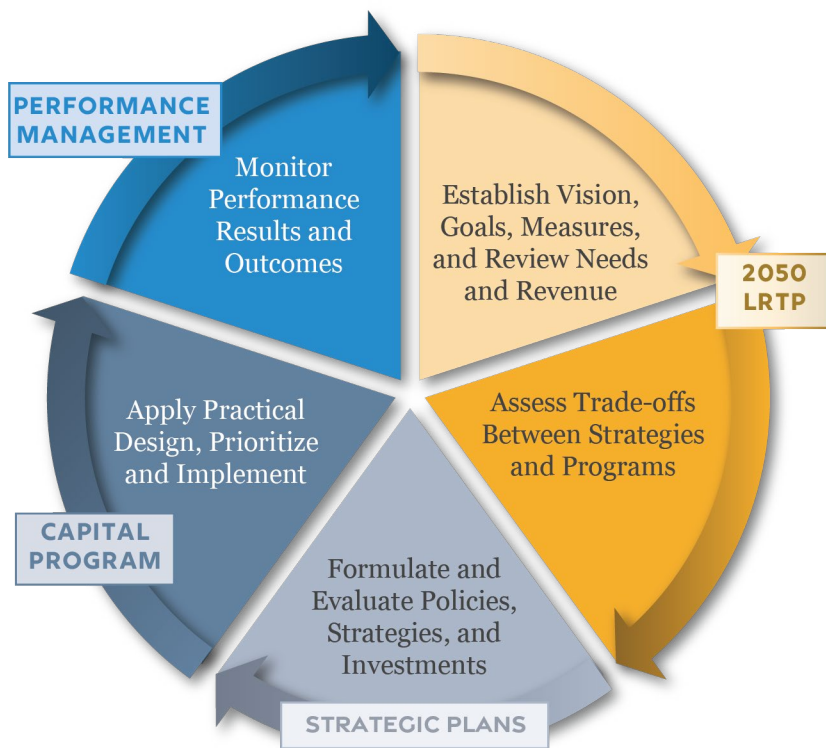 PERFORMANCE
MANAGEMENT
Monitor
Performance
Results and
Outcomes
Establish Vision,
Goals, Measures,
and Review Needs
and Revenue
2050
LRTP
Assess Trade-offs
Between Strategies
and Programs
Formulate and
Evaluate Policies,
Strategies, and
Investments
STRATEGIC PLANS
Apply Practical
Design, Prioritize
and Implement
CAPITAL
PROGRAM